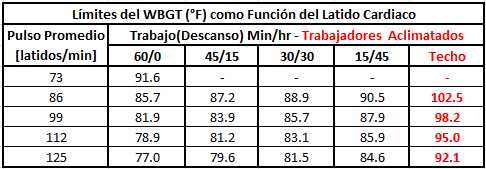 Límites del WBGT (°F) como Función del Latido Cardiaco
Pulso Promedio [latidos/min] Trabajo(Descanso) Min/hr - Trabajadores Aclimatados
60/0 45/15 30/30 15/45 Techo
73 91.6 - - - -
86 85.7 87.2 88.9 90.5 102.5
99 81.9 83.9 85.7 87.9 98.2
112 78.9 81.2 83.1 85.9 95.0
125 77.0 79.6 81.5 84.6 92.1